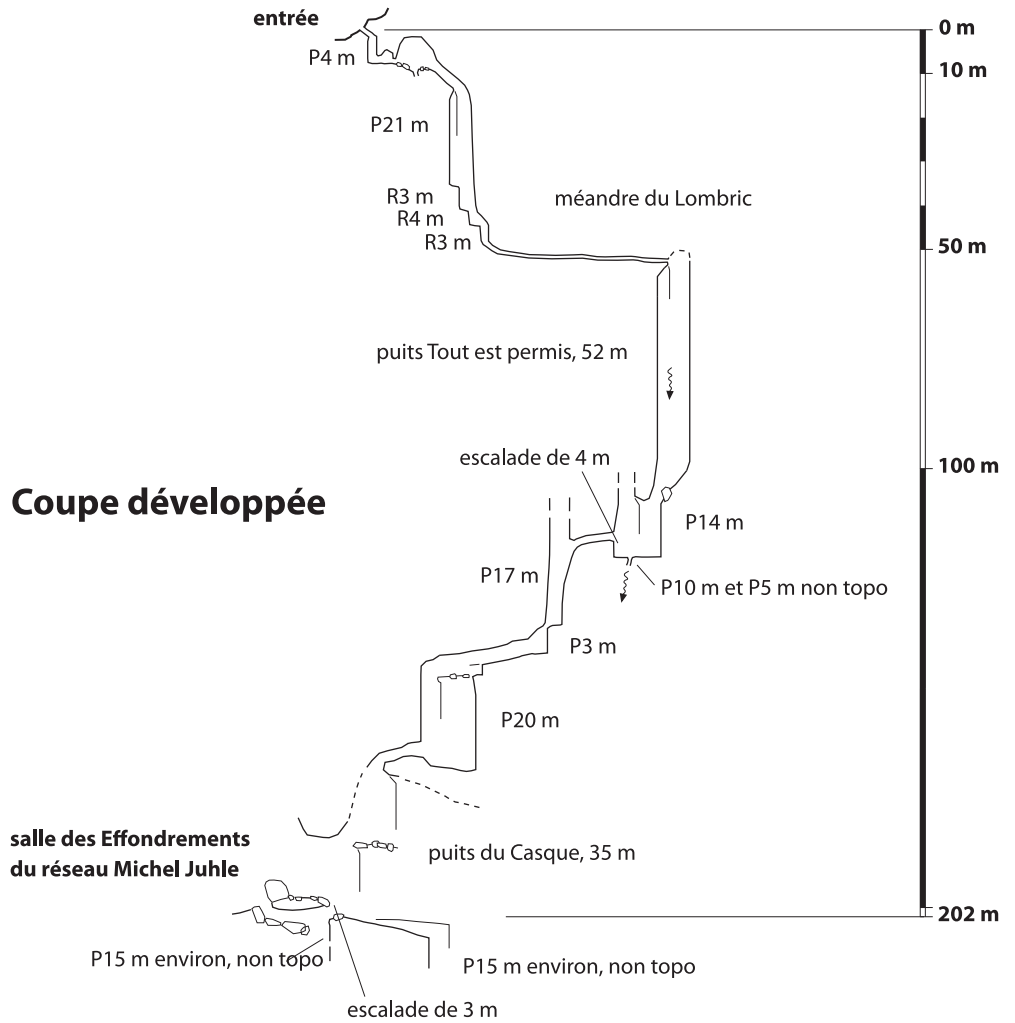 entrée
0 m
P4 m
10 m
P21 m
R3 m
méandre du Lombric
R4 m
R3 m
50 m
puits Tout est permis, 52 m
escalade de 4 m
100 m
Coupe développée
P14 m
P17 m
P10 m et P5 m non topo
P3 m
P20 m
salle des Effondrements
du réseau Michel Juhle
puits du Casque, 35 m
202 m
P15 m environ, non topo
P15 m environ, non topo
escalade de 3 m